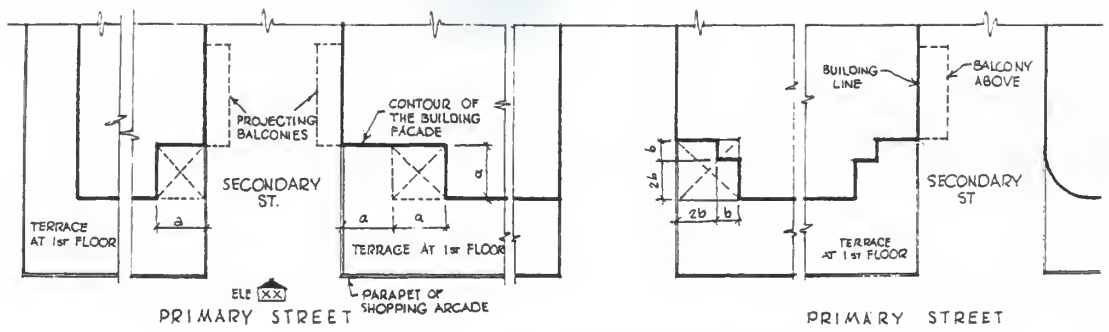 PROJECTING
BALCONIES
CONTOUR OF
THE BUILDING
FACADE
SECONDARY
ST.
a
a
a
a
TERRACE
AT 1ST FLOOR
TERRACE AT 1ST FLOOR
ELE XX
PARAPET OF
SHOPPING ARCADE
PRIMARY STREET
BUILDING
LINE
BALCONY
ABOVE
b
2b
2b
b
SECONDARY
ST
TERRACE
AT 1ST FLOOR
PRIMARY STREET